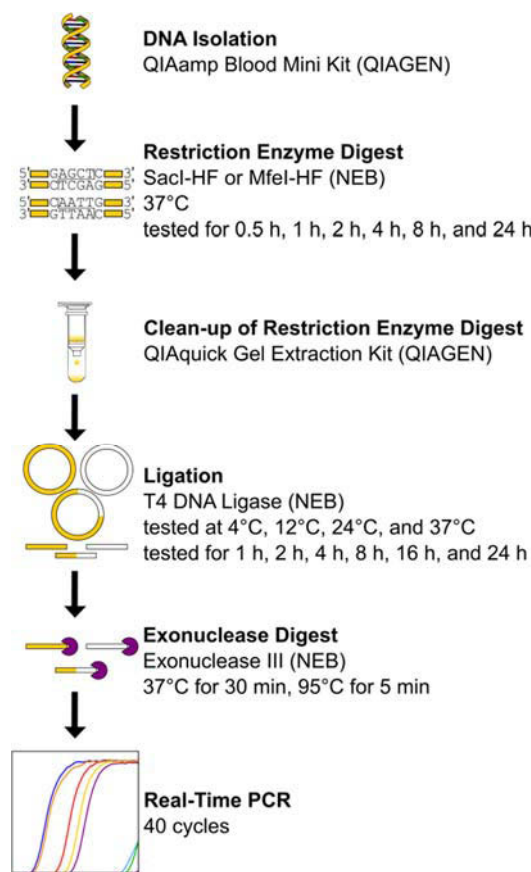 DNA Isolation
QIAamp Blood Mini Kit (QIAGEN)
Restriction Enzyme Digest
5' GAGCTC 3'
3' CTCGAG 5'
5' CAATTG 3'
3' GTTAAC 5'
SacI-HF or MfeI-HF (NEB)
37°C
tested for 0.5 h, 1 h, 2 h, 4 h, 8 h, and 24 h
Clean-up of Restriction Enzyme Digest
QIAquick Gel Extraction Kit (QIAGEN)
Ligation
T4 DNA Ligase (NEB)
tested at 4°C, 12°C, 24°C, and 37°C
tested for 1 h, 2 h, 4 h, 8 h, 16 h, and 24 h
Exonuclease Digest
Exonuclease III (NEB)
37°C for 30 min, 95°C for 5 min
Real-Time PCR
40 cycles